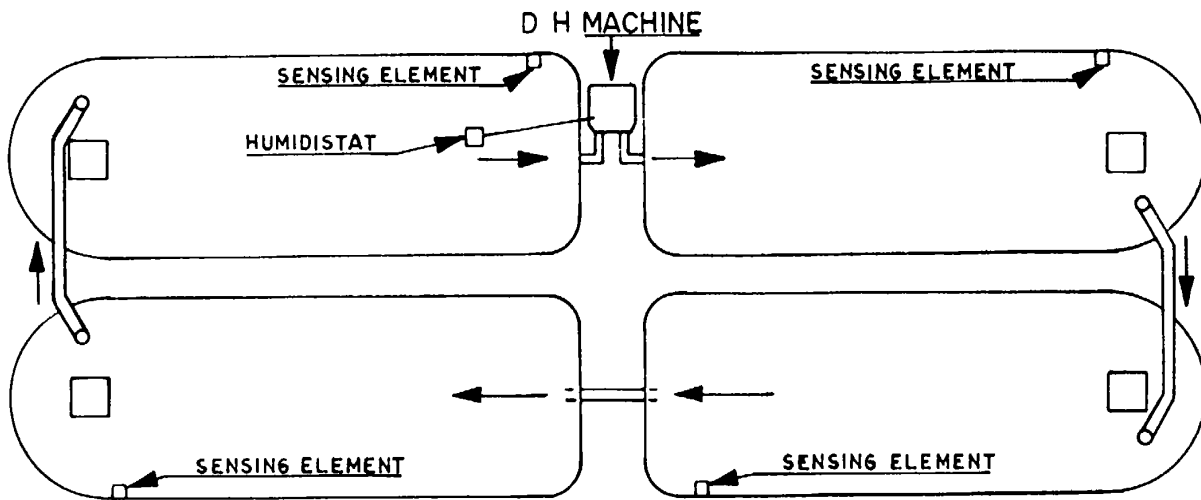 D H MACHINE
SENSING ELEMENT
SENSING ELEMENT
HUMIDISTAT
SENSING ELEMENT
SENSING ELEMENT